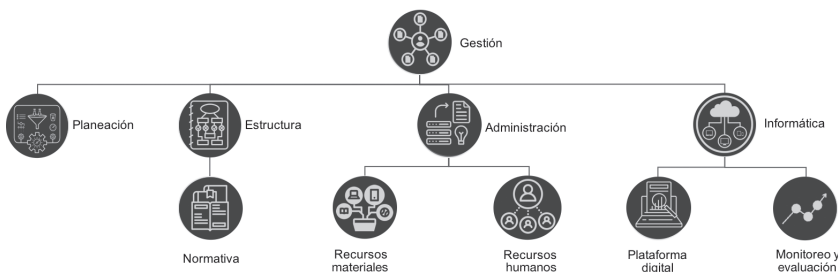 Gestión
Planeación
Estructura
Administración
Informática
Normativa
Recursos
materiales
Recursos
humanos
Plataforma
digital
Monitoreo y
evaluación